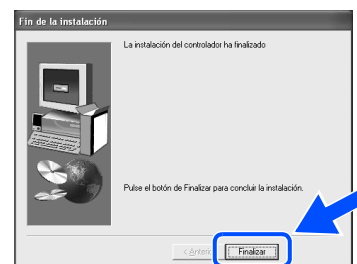 Fin de la instalación
La instalación del controlador ha finalizado
Pulse el botón de Finalizar para concluir la instalación.
< Anterior Finalizar